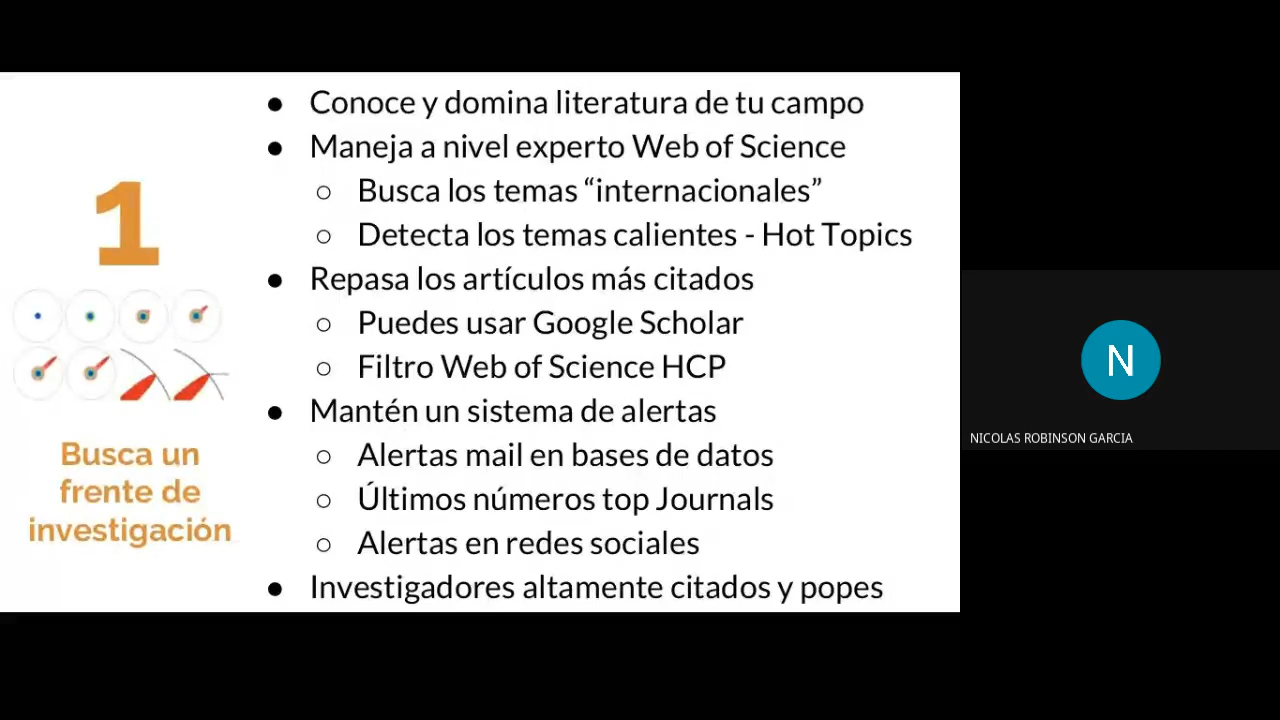 1
Busca un
frente de
investigación
● Conoce y domina literatura de tu campo
● Maneja a nivel experto Web of Science
○ Busca los temas “internacionales”
○ Detecta los temas calientes - Hot Topics
● Repasa los artículos más citados
○ Puedes usar Google Scholar
○ Filtro Web of Science HCP
● Mantén un sistema de alertas
○ Alertas mail en bases de datos
○ Últimos números top Journals
○ Alertas en redes sociales
● Investigadores altamente citados y popes
N
NICOLAS ROBINSON GARCIA